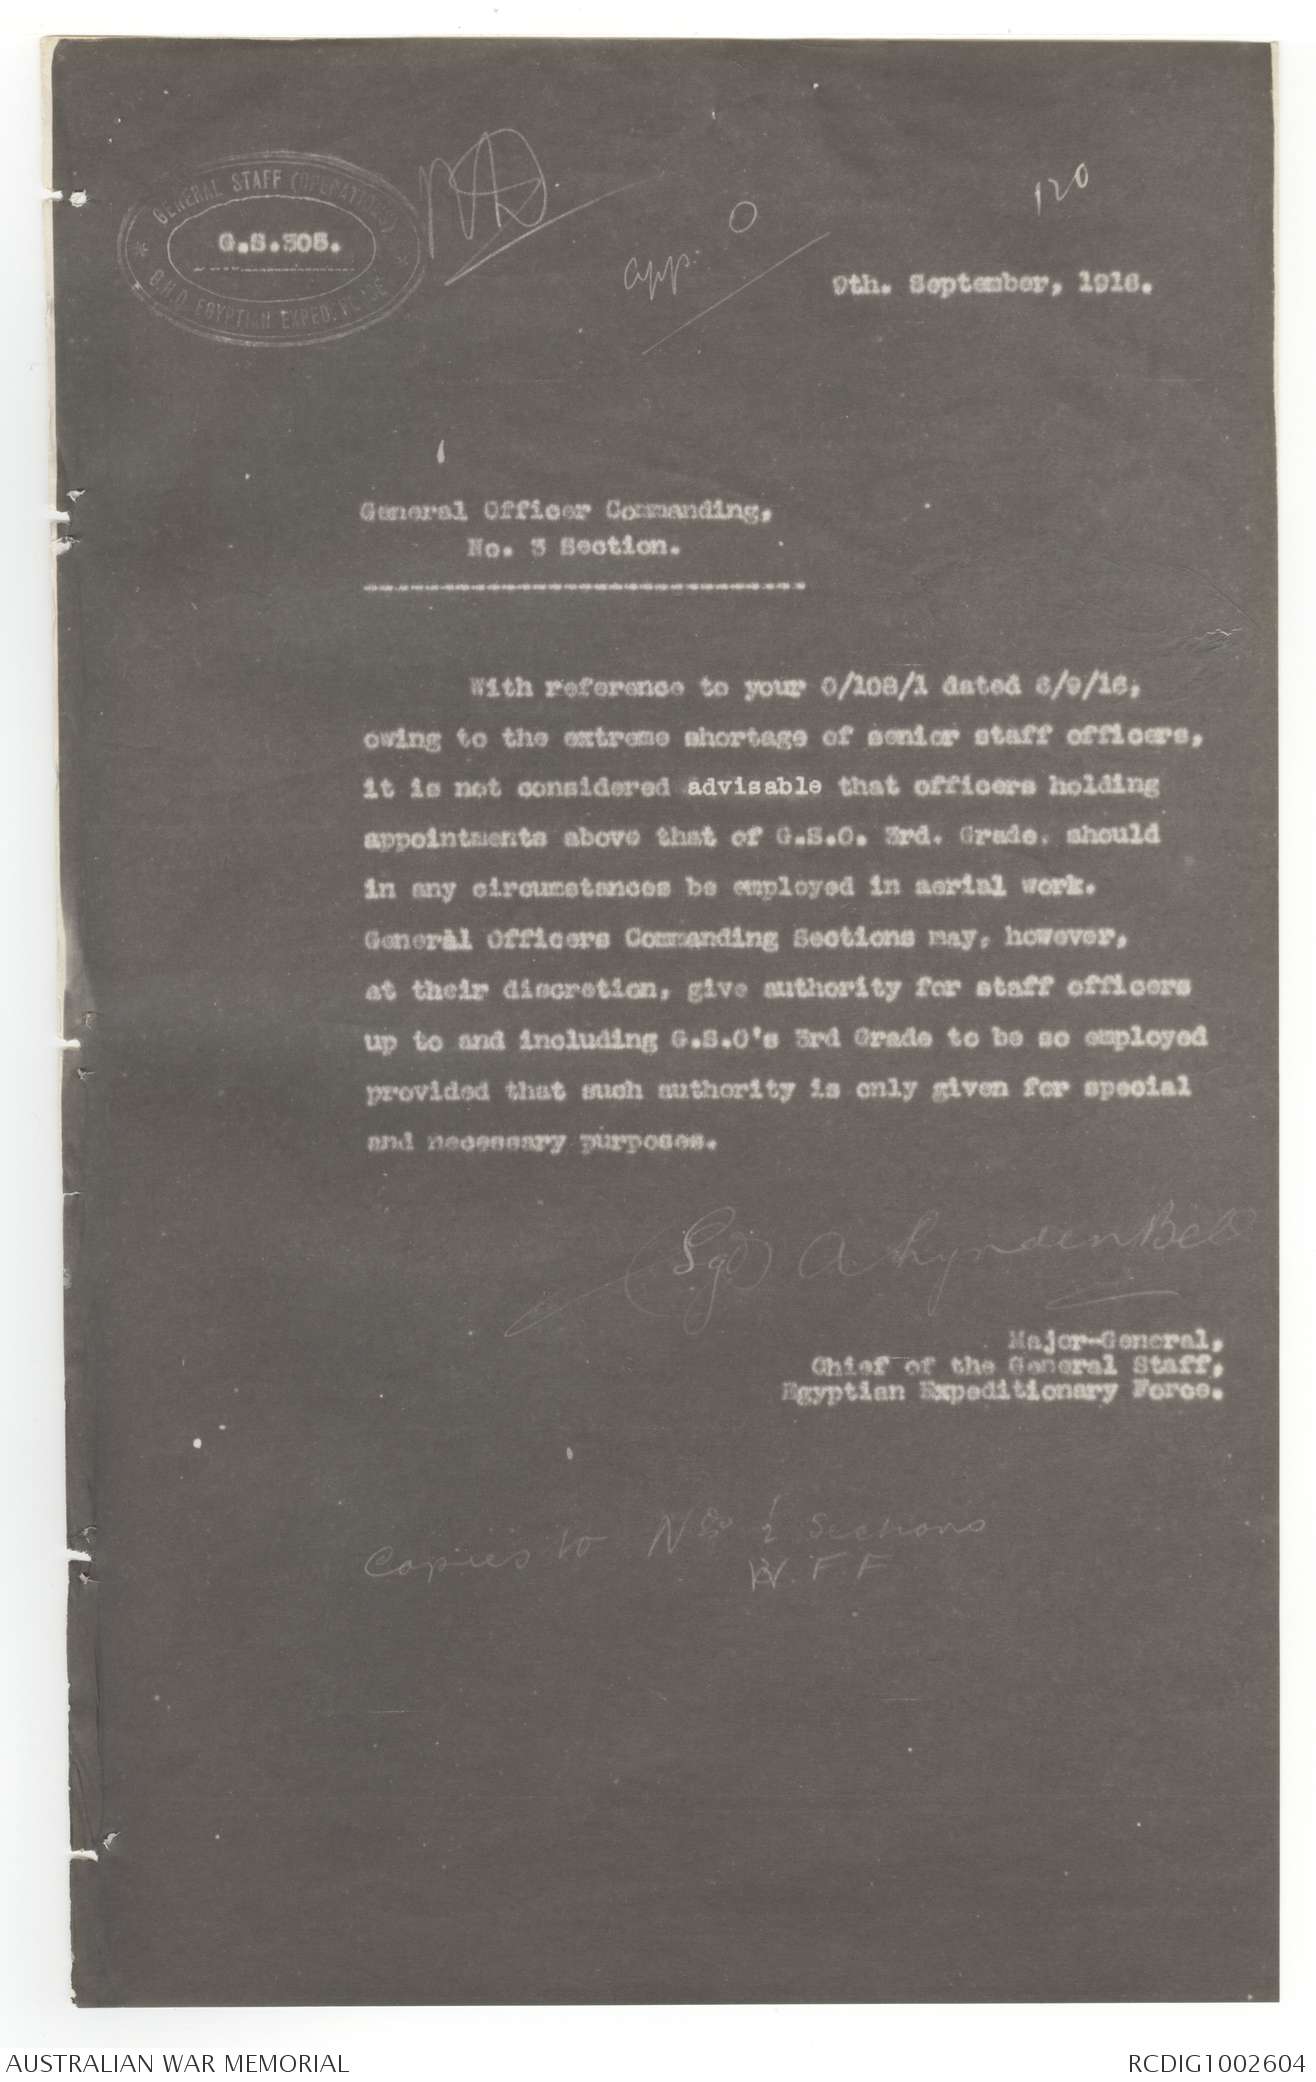 GENERAL STAFF (OPERATIONS)
G.S.305.
G.H.Q. EGYPTIAN EXPED. FORCE
120
app: O
9th. September, 1916.
General Officer Commanding,
No. 3 Section.
With reference to your O/108/1 dated 6/9/16,
owing to the extreme shortage of senior staff officers,
it is not considered advisable that officers holding
appointments above that of G.S.O. 3rd. Grade. should
in any circumstances be employed in aerial work.
General Officers Commanding Sections may, however,
at their discretion, give authority for staff officers
up to and including G.S.O's 3rd Grade to be so employed
provided that such authority is only given for special
and necessary purposes.
(Sgd) A Lynden Bell
Major-General,
Chief of the General Staff,
Egyptian Expeditionary Force.
Copies to Nos 1 2 Sections
W.F F
AUSTRALIAN WAR MEMORIAL
RCDIG1002604